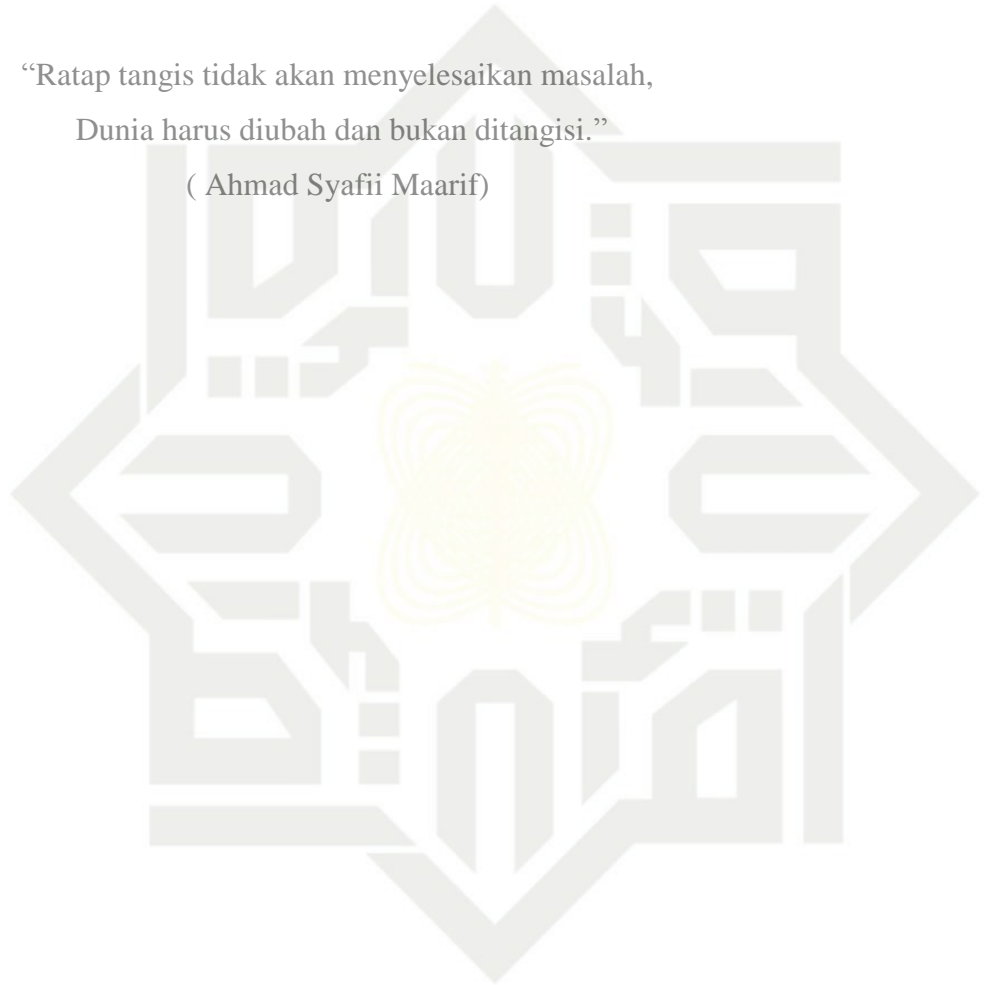 “Ratap tangis tidak akan menyelesaikan masalah,
Dunia harus diubah dan bukan ditangisi.”
( Ahmad Syafii Maarif)